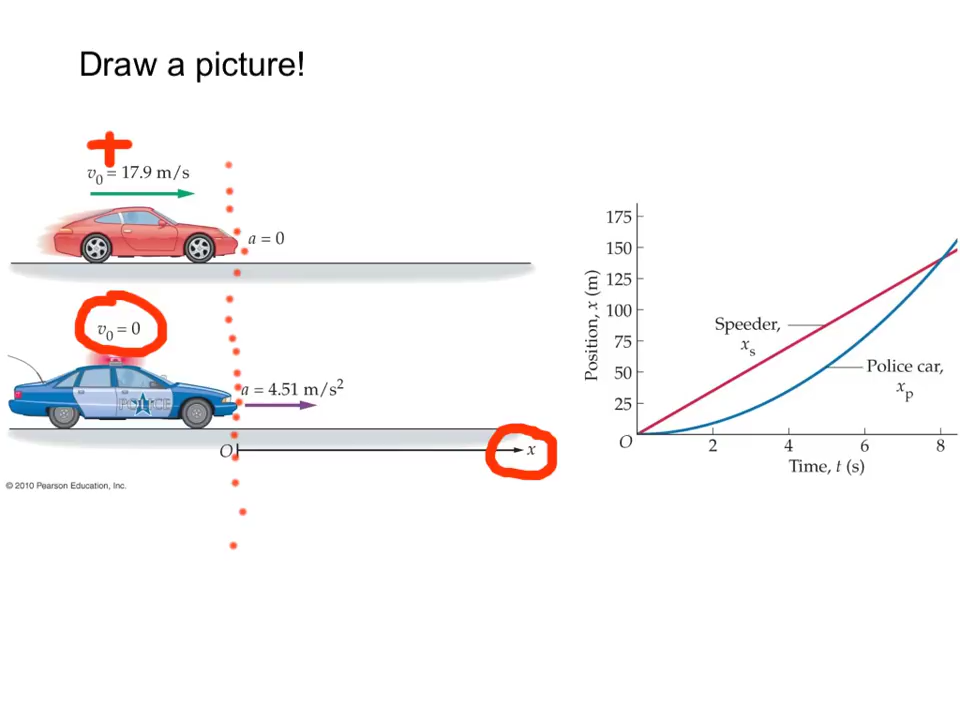 Draw a picture!
+
v0 = 17.9 m/s
a = 0
v0 = 0
POLICE
a = 4.51 m/s²
O
x
© 2010 Pearson Education, Inc.
175
150
125
100
75
50
25
O
2
4
6
8
Position, x (m)
Time, t (s)
Speeder,
xs
Police car,
xp